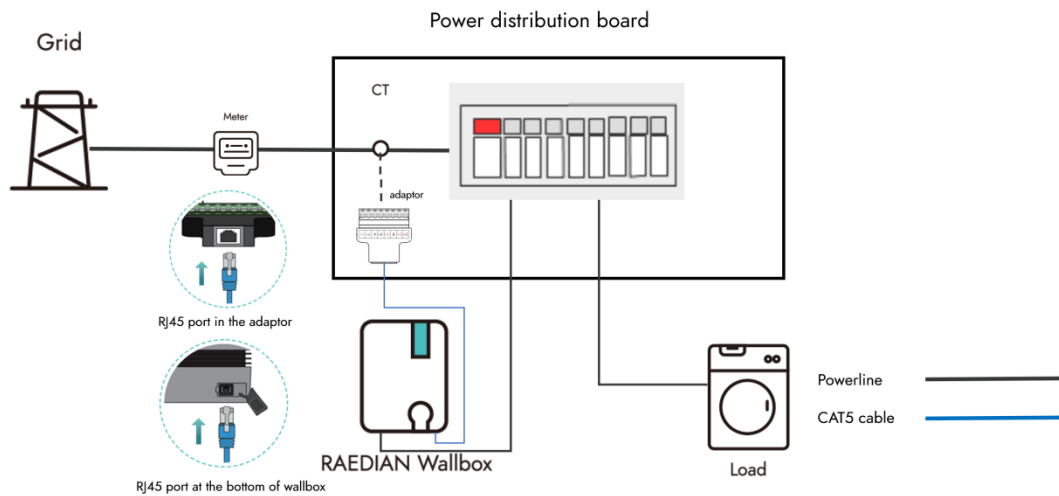 Power distribution board
Grid
CT
Meter
adaptor
RJ45 port in the adaptor
Powerline
CAT5 cable
RAEDIAN Wallbox
Load
RJ45 port at the bottom of wallbox